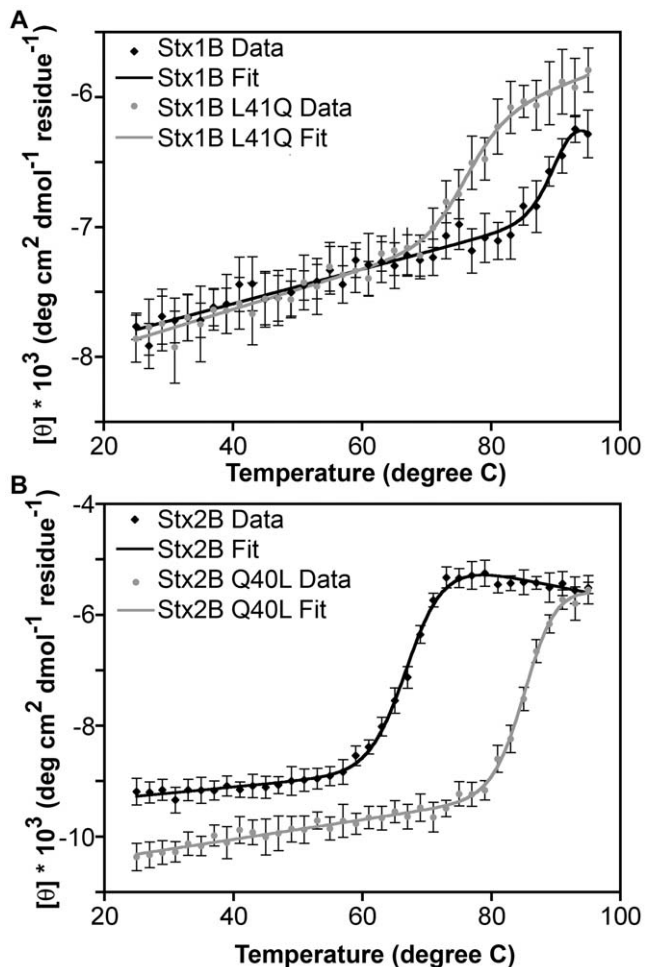 A
Stx1B Data
Stx1B Fit
Stx1B L41Q Data
Stx1B L41Q Fit
-6
-7
-8
[θ] * 10³ (deg cm² dmol⁻¹ residue⁻¹)
20 40 60 80 100
Temperature (degree C)
B
-4
Stx2B Data
Stx2B Fit
Stx2B Q40L Data
Stx2B Q40L Fit
-6
-8
-10
[θ] * 10³ (deg cm² dmol⁻¹ residue⁻¹)
20 40 60 80 100
Temperature (degree C)